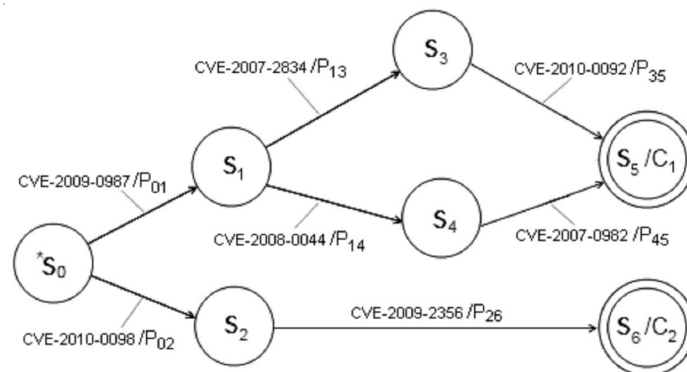 S3
CVE-2007-2834 /P13
CVE-2010-0092 /P35
S1
S5 /C1
CVE-2009-0987 /P01
S4
CVE-2008-0044 /P14
CVE-2007-0982 /P45
*S0
CVE-2009-2356 /P26
S2
S6 /C2
CVE-2010-0098 /P02